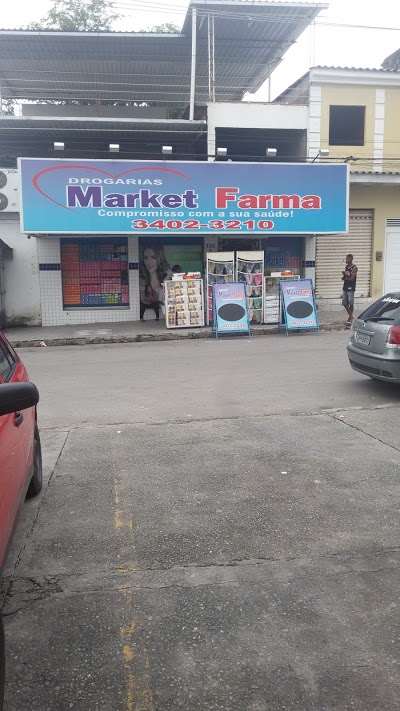 DROGARIAS
Market Farma
Compromisso com a sua saúde!
3402-3210